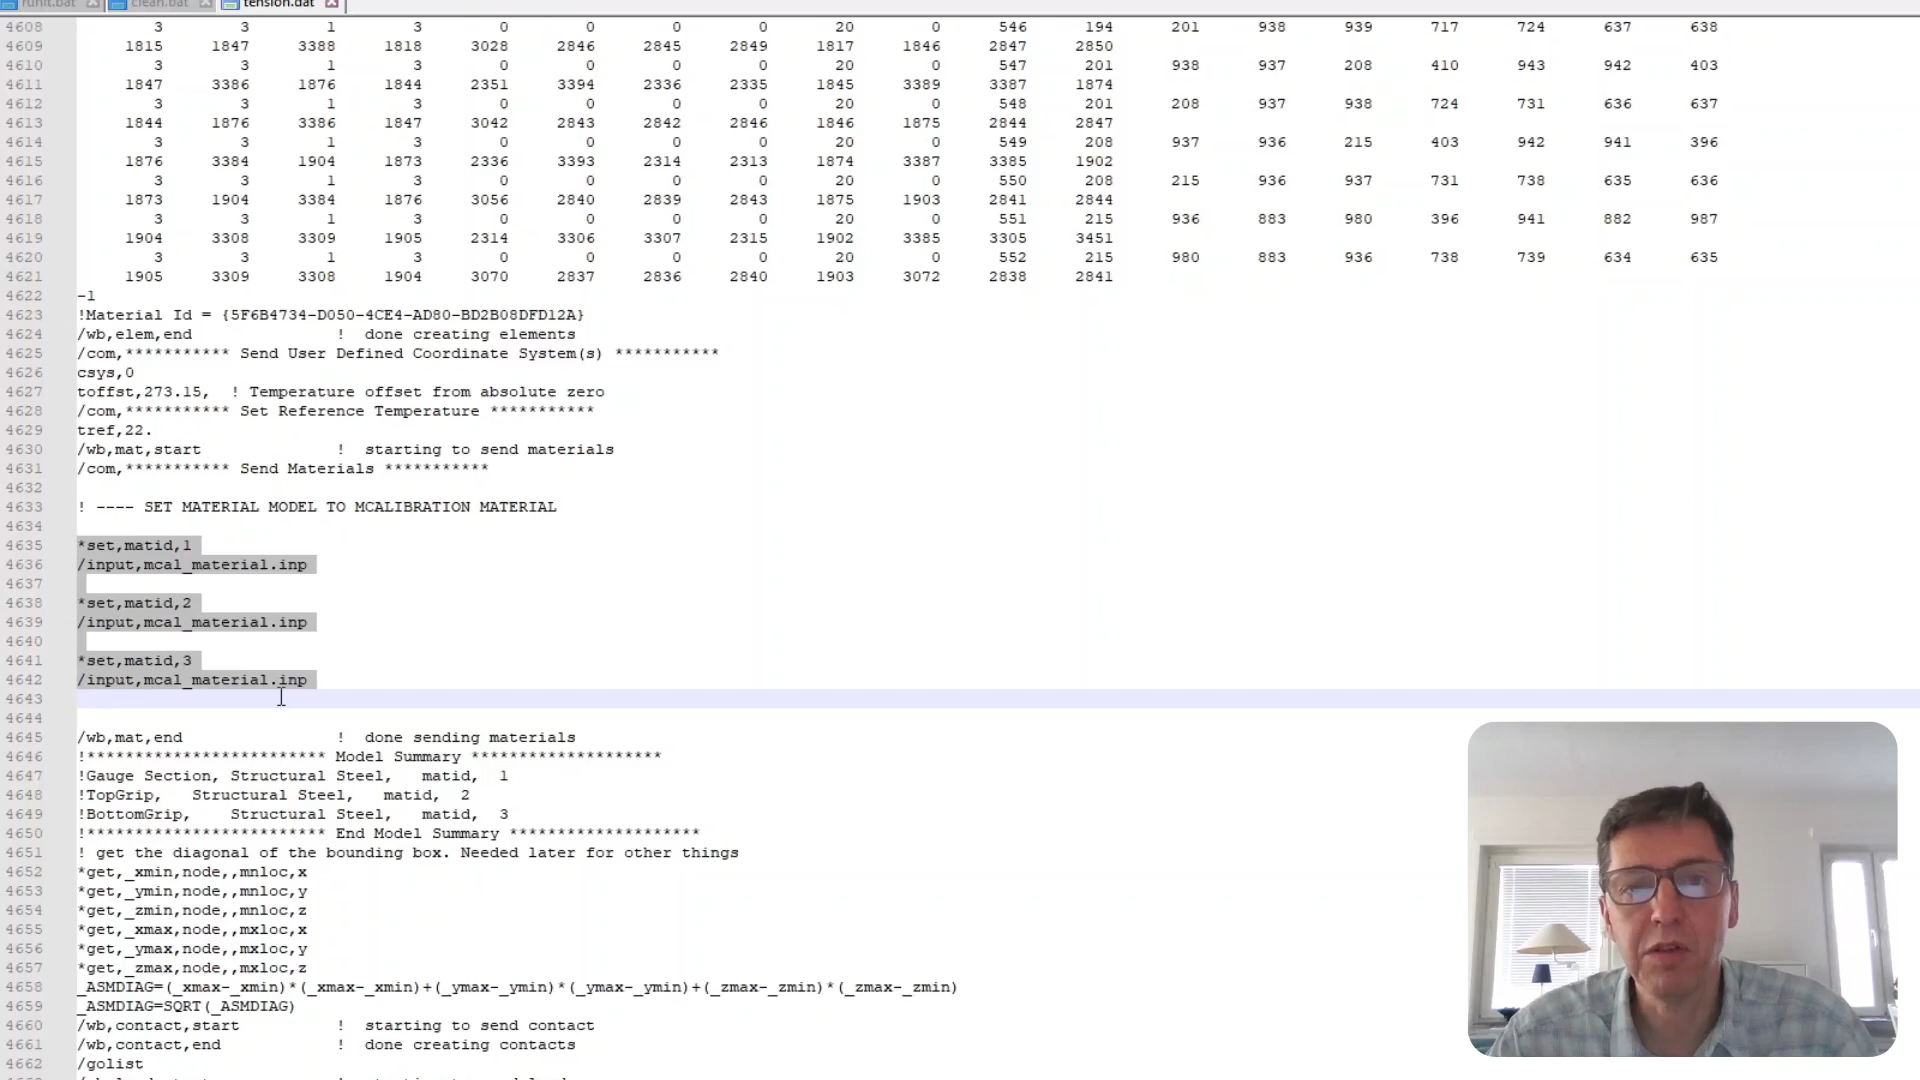 runit.bat clean.bat tension.dat
4608 3 3 1 3 0 0 0 0 20 0 546 194 201 938 939 717 724 637 638
4609 1815 1847 3388 1818 3028 2846 2845 2849 1817 1846 2847 2850
4610 3 3 1 3 0 0 0 0 20 0 547 201 938 937 208 410 943 942 403
4611 1847 3386 1876 1844 2351 3394 2336 2335 1845 3389 3387 1874
4612 3 3 1 3 0 0 0 0 20 0 548 201 208 937 938 724 731 636 637
4613 1844 1876 3386 1847 3042 2843 2842 2846 1846 1875 2844 2847
4614 3 3 1 3 0 0 0 0 20 0 549 208 937 936 215 403 942 941 396
4615 1876 3384 1904 1873 2336 3393 2314 2313 1874 3387 3385 1902
4616 3 3 1 3 0 0 0 0 20 0 550 208 215 936 937 731 738 635 636
4617 1873 1904 3384 1876 3056 2840 2839 2843 1875 1903 2841 2844
4618 3 3 1 3 0 0 0 0 20 0 551 215 936 883 980 396 941 882 987
4619 1904 3308 3309 1905 2314 3306 3307 2315 1902 3385 3305 3451
4620 3 3 1 3 0 0 0 0 20 0 552 215 980 883 936 738 739 634 635
4621 1905 3309 3308 1904 3070 2837 2836 2840 1903 3072 2838 2841
4622 -1
4623 !Material Id = {5F6B4734-D050-4CE4-AD80-BD2B08DFD12A}
4624 /wb,elem,end ! done creating elements
4625 /com,*********** Send User Defined Coordinate System(s) ***********
4626 csys,0
4627 toffst,273.15, ! Temperature offset from absolute zero
4628 /com,*********** Set Reference Temperature ***********
4629 tref,22.
4630 /wb,mat,start ! starting to send materials
4631 /com,*********** Send Materials ***********
4632
4633 ! ---- SET MATERIAL MODEL TO MCALIBRATION MATERIAL
4634
4635 *set,matid,1
4636 /input,mcal_material.inp
4637
4638 *set,matid,2
4639 /input,mcal_material.inp
4640
4641 *set,matid,3
4642 /input,mcal_material.inp
4643
4644
4645 /wb,mat,end ! done sending materials
4646 !************************* Model Summary ********************
4647 !Gauge Section, Structural Steel, matid, 1
4648 !TopGrip, Structural Steel, matid, 2
4649 !BottomGrip, Structural Steel, matid, 3
4650 !************************* End Model Summary ********************
4651 ! get the diagonal of the bounding box. Needed later for other things
4652 *get,_xmin,node,,mnloc,x
4653 *get,_ymin,node,,mnloc,y
4654 *get,_zmin,node,,mnloc,z
4655 *get,_xmax,node,,mxloc,x
4656 *get,_ymax,node,,mxloc,y
4657 *get,_zmax,node,,mxloc,z
4658 _ASMDIAG=(_xmax-_xmin)*(_xmax-_xmin)+(_ymax-_ymin)*(_ymax-_ymin)+(_zmax-_zmin)*(_zmax-_zmin)
4659 _ASMDIAG=SQRT(_ASMDIAG)
4660 /wb,contact,start ! starting to send contact
4661 /wb,contact,end ! done creating contacts
4662 /golist